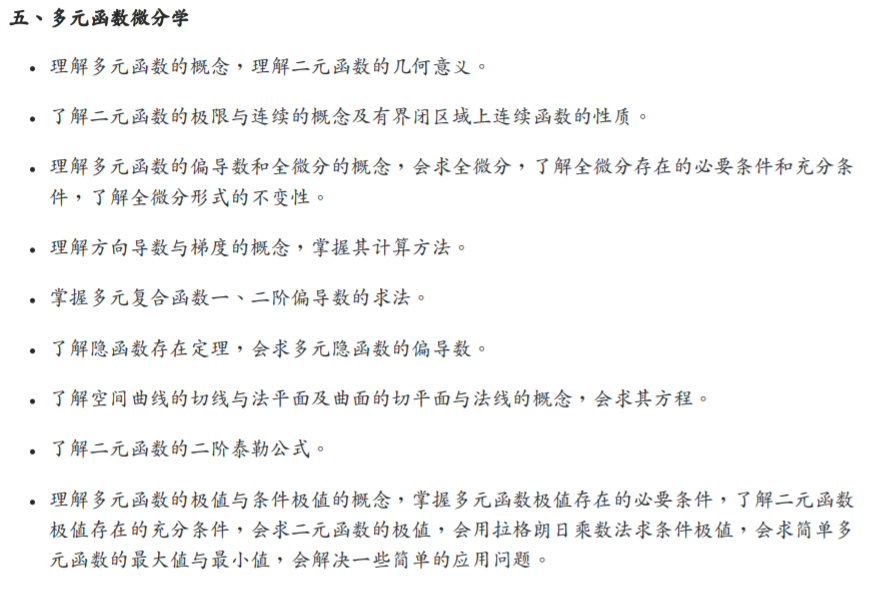 五、多元函数微分学
• 理解多元函数的概念，理解二元函数的几何意义。
• 了解二元函数的极限与连续的概念及有界闭区域上连续函数的性质。
• 理解多元函数的偏导数和全微分的概念，会求全微分，了解全微分存在的必要条件和充分条
件，了解全微分形式的不变性。
• 理解方向导数与梯度的概念，掌握其计算方法。
• 掌握多元复合函数一、二阶偏导数的求法。
• 了解隐函数存在定理，会求多元隐函数的偏导数。
• 了解空间曲线的切线与法平面及曲面的切平面与法线的概念，会求其方程。
• 了解二元函数的二阶泰勒公式。
• 理解多元函数的极值与条件极值的概念，掌握多元函数极值存在的必要条件，了解二元函数
极值存在的充分条件，会求二元函数的极值，会用拉格朗日乘数法求条件极值，会求简单多
元函数的最大值与最小值，会解决一些简单的应用问题。